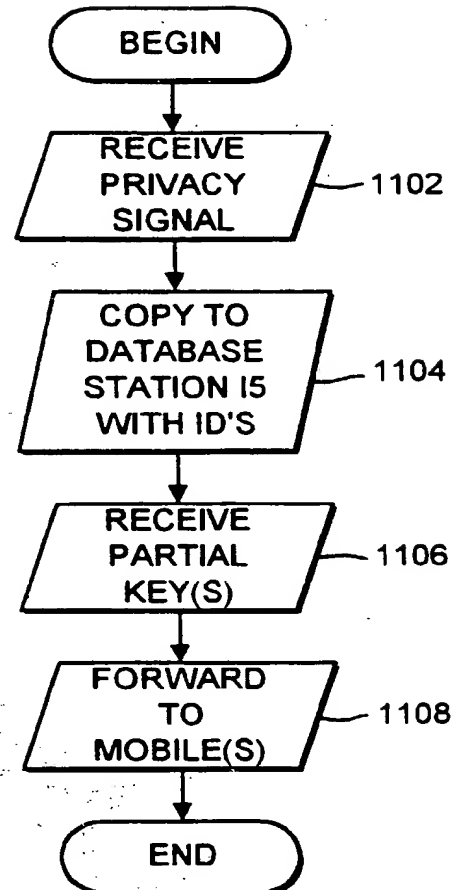 BEGIN
RECEIVE
PRIVACY
SIGNAL
1102
COPY TO
DATABASE
STATION I5
WITH ID'S
1104
RECEIVE
PARTIAL
KEY(S)
1106
FORWARD
TO
MOBILE(S)
1108
END